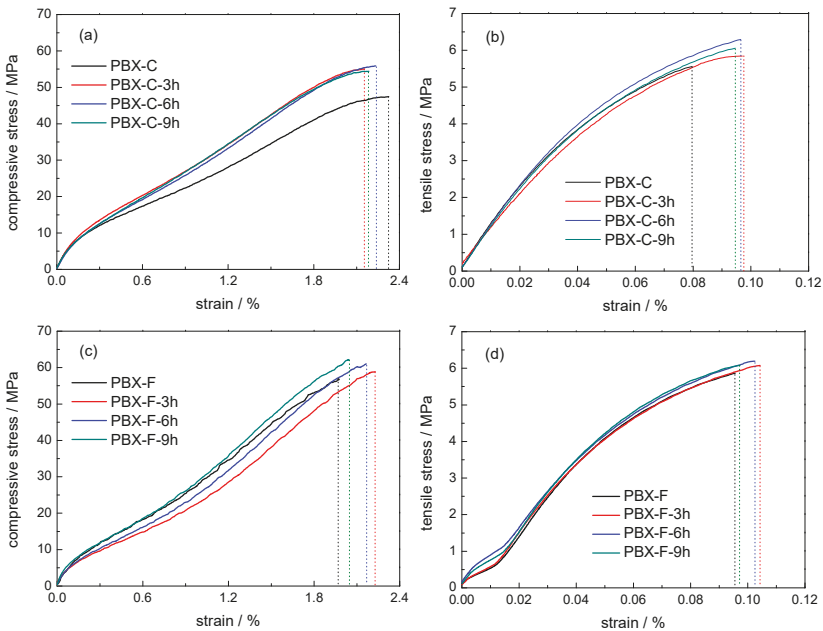 (a)
PBX-C
PBX-C-3h
PBX-C-6h
PBX-C-9h
compressive stress / MPa
60
50
40
30
20
10
0
0.0 0.6 1.2 1.8 2.4
strain / %
(b)
PBX-C
PBX-C-3h
PBX-C-6h
PBX-C-9h
tensile stress / MPa
6
5
4
3
2
1
0
0.00 0.02 0.04 0.06 0.08 0.10 0.12
strain / %
(c)
PBX-F
PBX-F-3h
PBX-F-6h
PBX-F-9h
compressive stress / MPa
70
60
50
40
30
20
10
0
0.0 0.6 1.2 1.8 2.4
strain / %
(d)
PBX-F
PBX-F-3h
PBX-F-6h
PBX-F-9h
tensile stress / MPa
7
6
5
4
3
2
1
0
0.00 0.02 0.04 0.06 0.08 0.10 0.12
strain / %